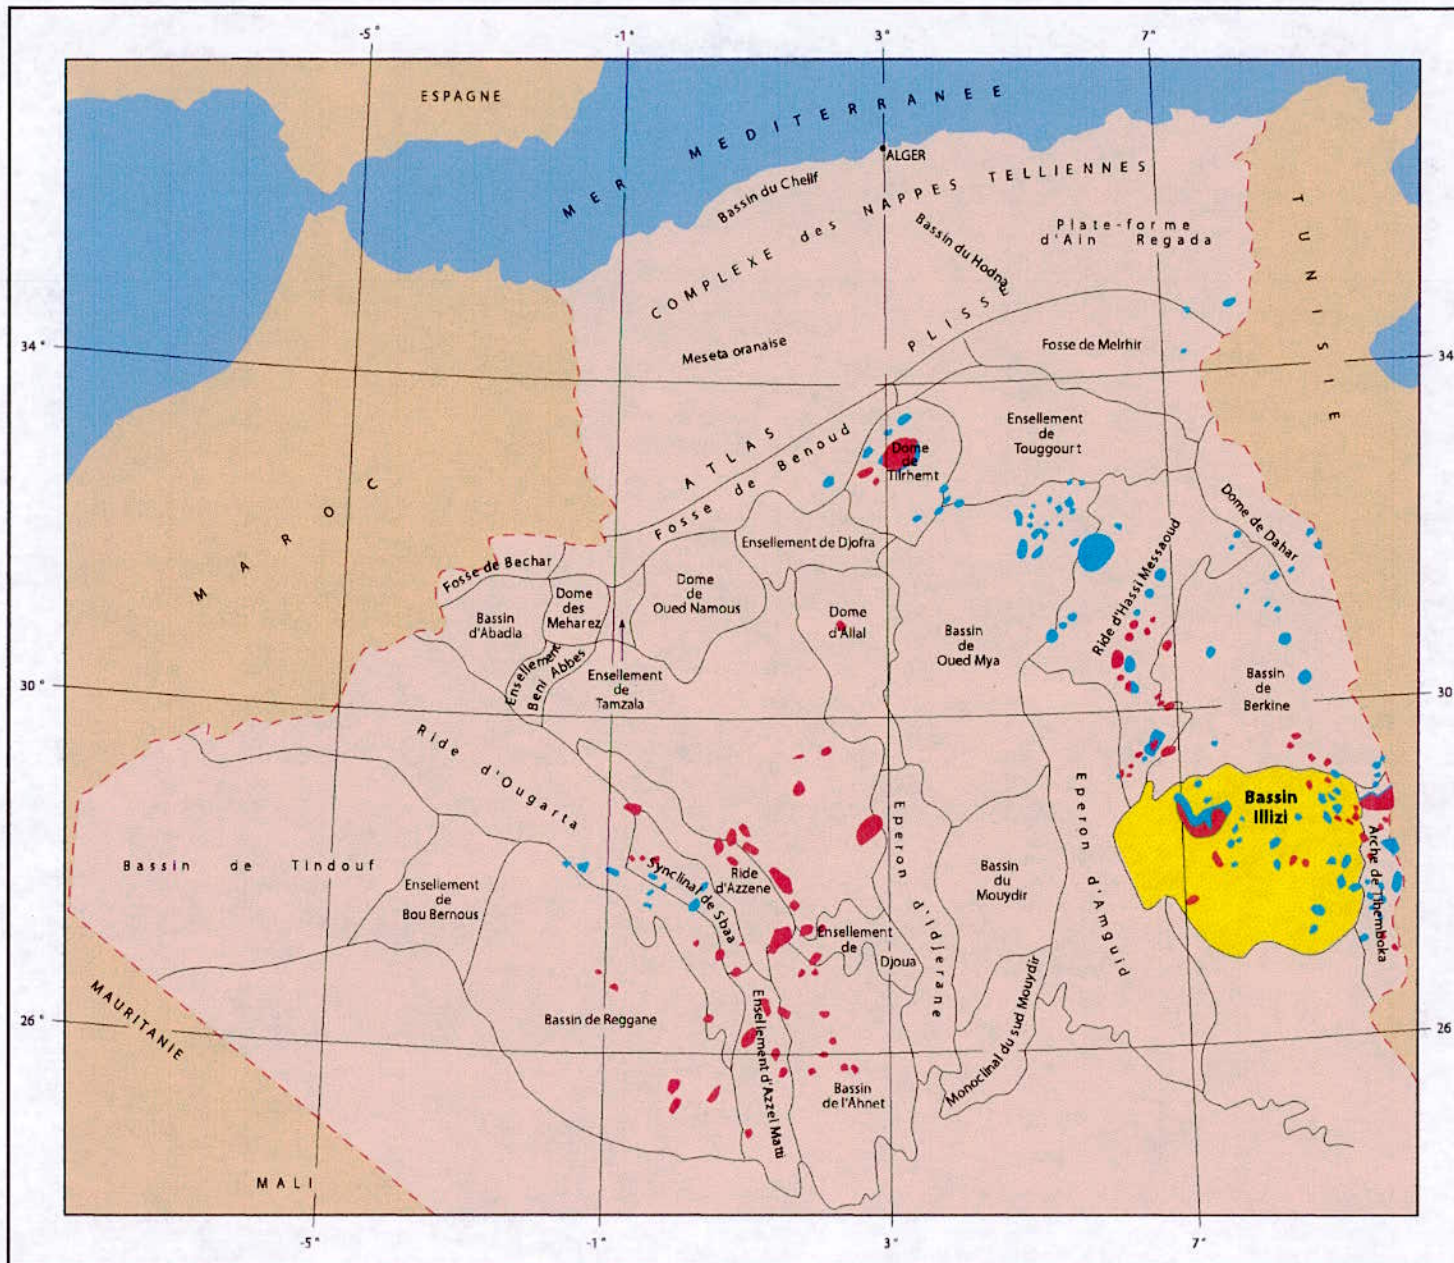 -5°
-1°
3°
7°
ESPAGNE
MER MEDITERRANEE
ALGER
Bassin du Chelif
COMPLEXE des NAPPES TELLIENNES
Bassin du Hodna
Plate-forme
d'Ain Regada
TUNISIE
34°
34
Meseta oranaise
ATLAS PLISSE
Fosse de Melrhir
Fosse de Benoud
Ensellement
de
Touggourt
Dome
de
Tilrhemt
MAROC
Dome de Dahar
Ensellement de Djofra
Ride d'Hassi Messaoud
Fosse de Bechar
Dome
des
Meharez
Dome
de
Oued Namous
Bassin
d'Abadla
Dome
d'Allal
Bassin
de
Oued Mya
Ensellement
Beni Abbes
Ensellement
de
Tamzala
Bassin
de
Berkine
30°
30
Ride
d'Ougarta
Eperon d'Idjerane
Eperon d'Amguid
Bassin
Illizi
Arche de Tihemboka
Bassin de Tindouf
Ensellement
de
Bou Bernous
Synclinal de Sbaa
Ride
d'Azzene
Bassin
du
Mouydir
Ensellement
de
Djoua
MAURITANIE
26°
26
Bassin de Reggane
Ensellement d'Azzel Matti
Bassin
de l'Ahnet
Monoclinal du sud Mouydir
MALI
-5°
-1°
3°
7°